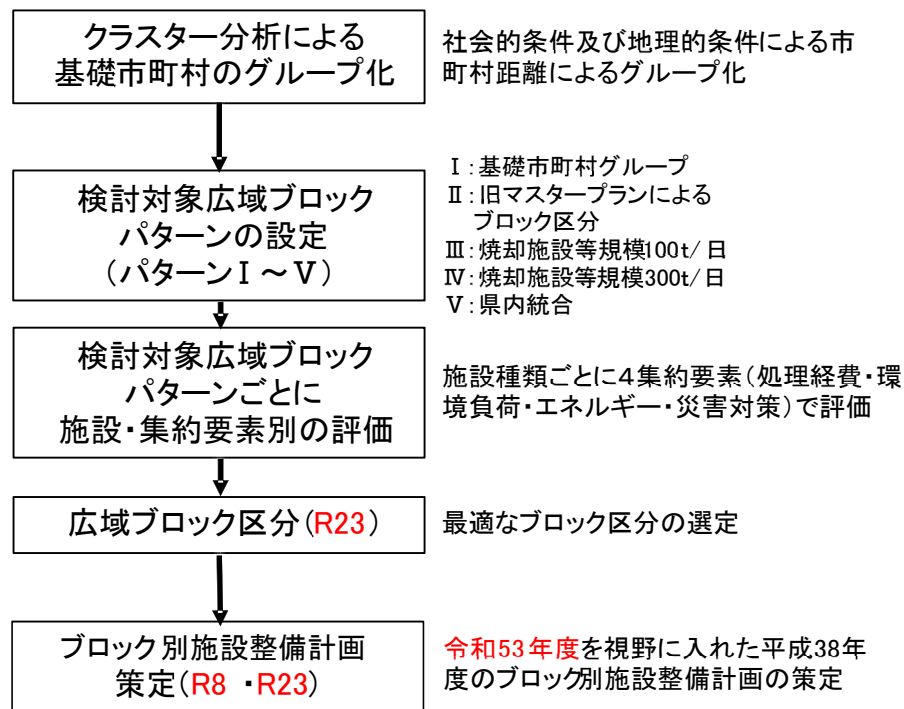 クラスター分析による
基礎市町村のグループ化
社会的条件及び地理的条件による市
町村距離によるグループ化
検討対象広域ブロック
パターンの設定
（パターンⅠ～Ⅴ）
Ⅰ：基礎市町村グループ
Ⅱ：旧マスタープランによる
ブロック区分
Ⅲ：焼却施設等規模100t/日
Ⅳ：焼却施設等規模300t/日
Ⅴ：県内統合
検討対象広域ブロック
パターンごとに
施設・集約要素別の評価
施設種類ごとに４集約要素（処理経費・環
境負荷・エネルギー・災害対策）で評価
広域ブロック区分（R23）
最適なブロック区分の選定
ブロック別施設整備計画
策定（R8 ・R23）
令和53年度を視野に入れた平成38年
度のブロック別施設整備計画の策定